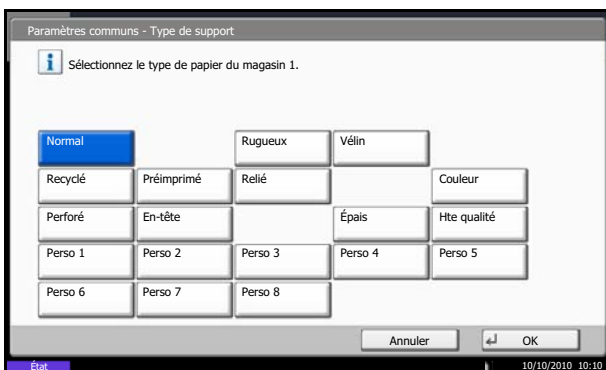 Paramètres communs - Type de support
Sélectionnez le type de papier du magasin 1.
Normal Rugueux Vélin
Recyclé Préimprimé Relié Couleur
Perforé En-tête Épais Hte qualité
Perso 1 Perso 2 Perso 3 Perso 4 Perso 5
Perso 6 Perso 7 Perso 8
Annuler OK
État 10/10/2010 10:10